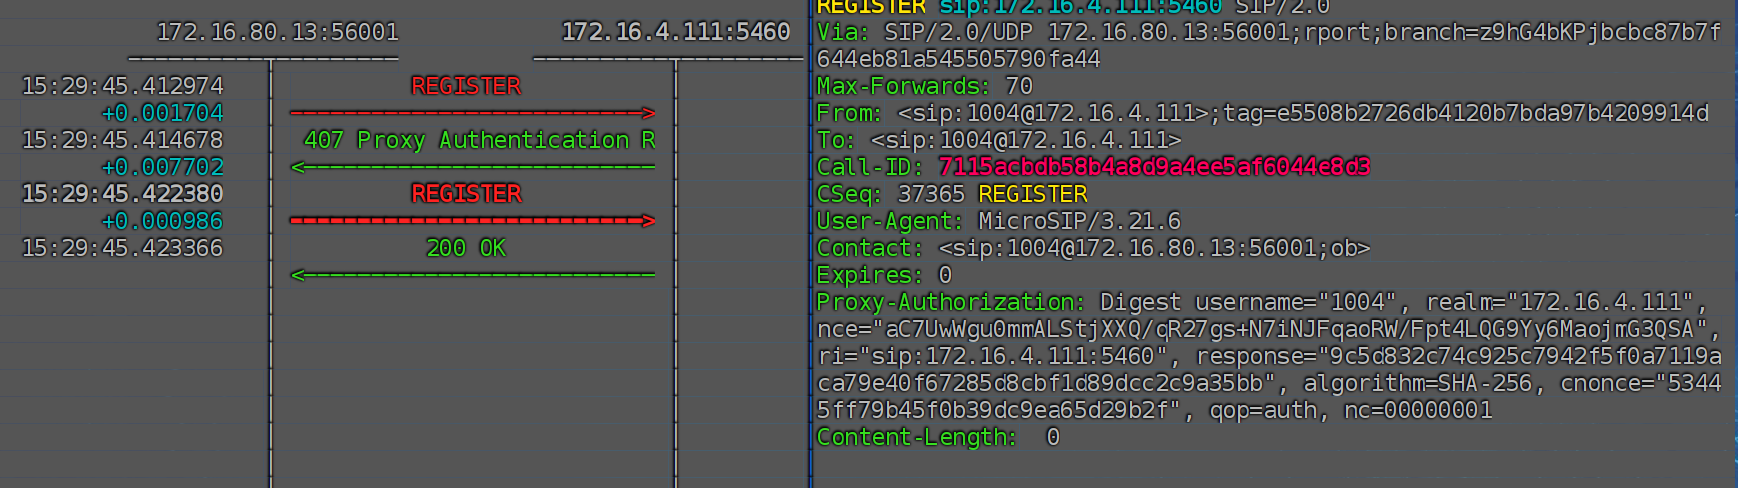 172.16.80.13:56001
172.16.4.111:5460
15:29:45.412974
REGISTER
+0.001704
15:29:45.414678
407 Proxy Authentication R
+0.007702
15:29:45.422380
REGISTER
+0.000986
15:29:45.423366
200 OK
REGISTER sip:172.16.4.111:5460 SIP/2.0
Via: SIP/2.0/UDP 172.16.80.13:56001;rport;branch=z9hG4bKPjbcbc87b7f
644eb81a545505790fa44
Max-Forwards: 70
From: <sip:1004@172.16.4.111>;tag=e5508b2726db4120b7bda97b4209914d
To: <sip:1004@172.16.4.111>
Call-ID: 7115acbdb58b4a8d9a4ee5af6044e8d3
CSeq: 37365 REGISTER
User-Agent: MicroSIP/3.21.6
Contact: <sip:1004@172.16.80.13:56001;ob>
Expires: 0
Proxy-Authorization: Digest username="1004", realm="172.16.4.111",
nce="aC7UwWgu0mmALStjXXQ/qR27gs+N7iNJFqaoRW/Fpt4LQG9Yy6MaojmG3QSA",
ri="sip:172.16.4.111:5460", response="9c5d832c74c925c7942f5f0a7119a
ca79e40f67285d8cbf1d89dcc2c9a35bb", algorithm=SHA-256, cnonce="5344
5ff79b45f0b39dc9ea65d29b2f", qop=auth, nc=00000001
Content-Length:  0